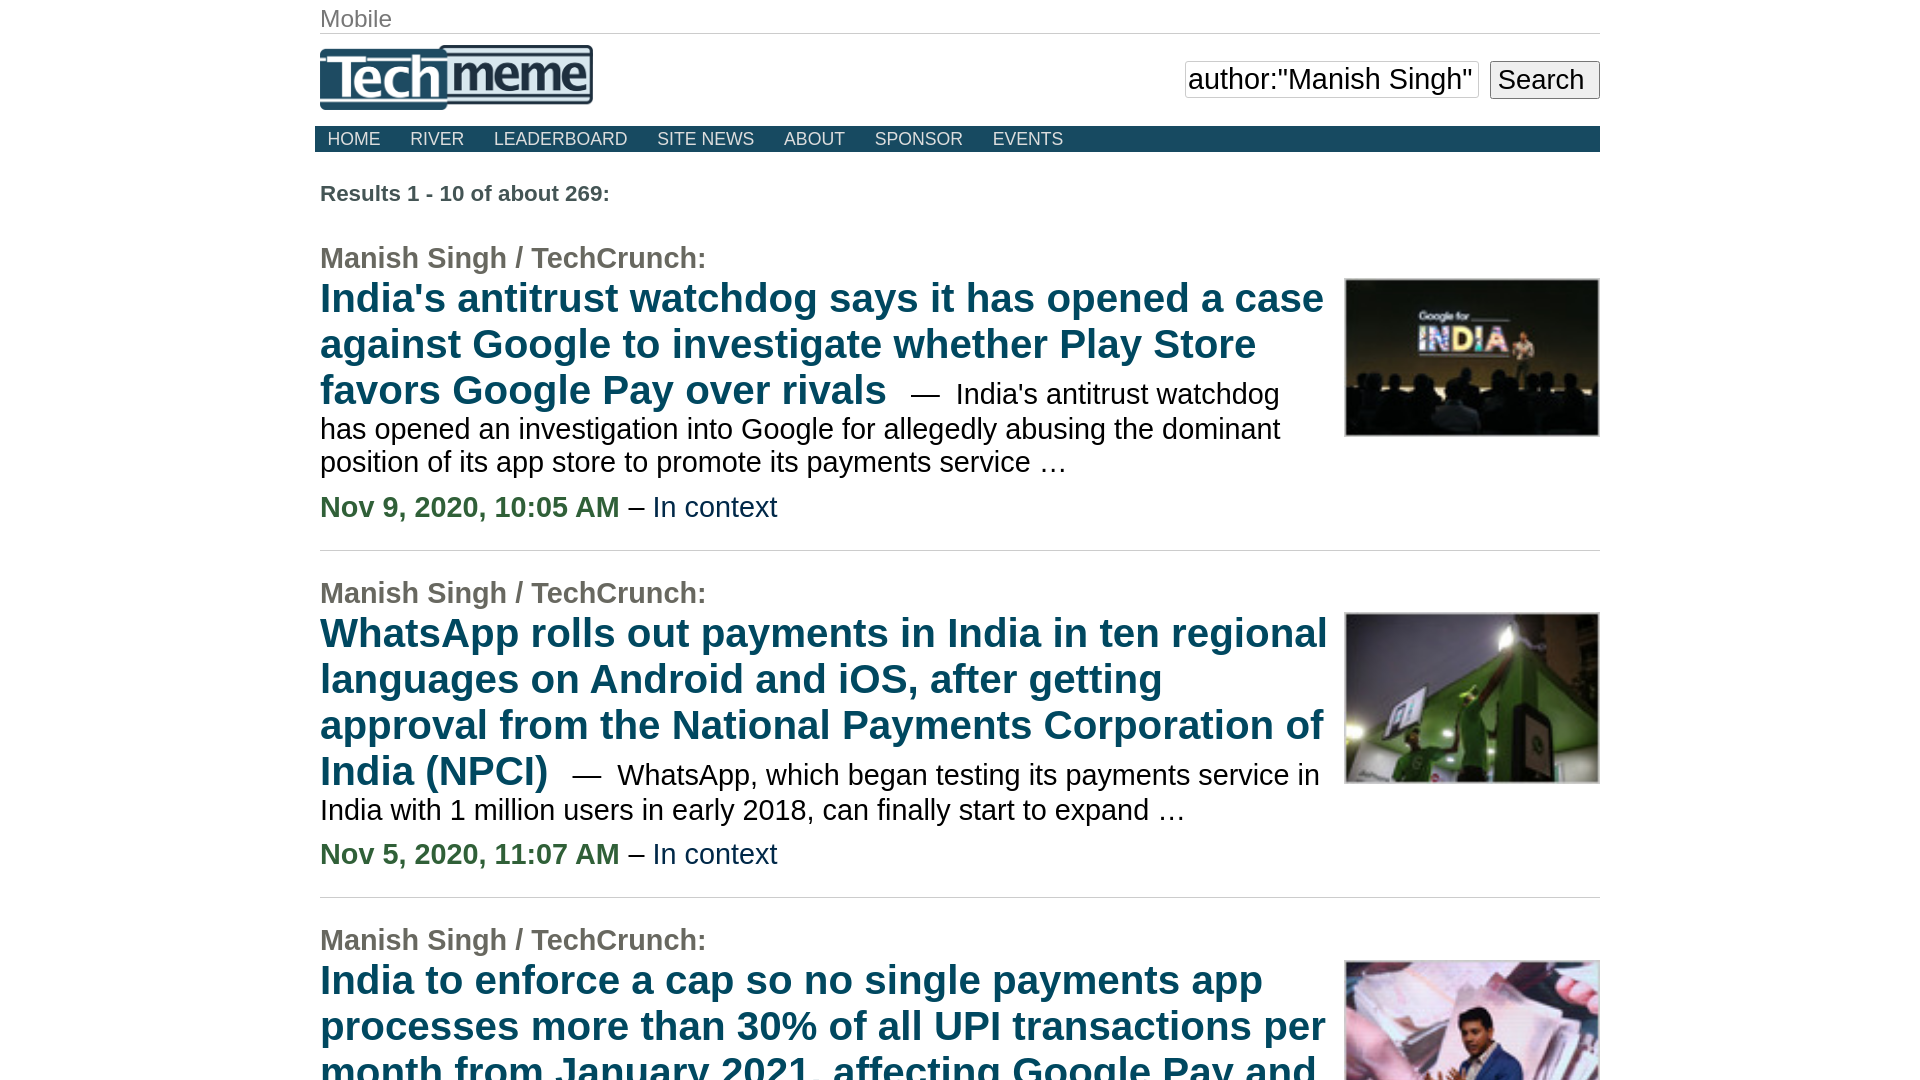 Mobile
Techmeme
author:"Manish Singh" Search
HOME RIVER LEADERBOARD SITE NEWS ABOUT SPONSOR EVENTS
Results 1 - 10 of about 269:
Manish Singh / TechCrunch:
India's antitrust watchdog says it has opened a case
against Google to investigate whether Play Store
favors Google Pay over rivals — India's antitrust watchdog
has opened an investigation into Google for allegedly abusing the dominant
position of its app store to promote its payments service …
Google for
INDIA
Nov 9, 2020, 10:05 AM – In context
Manish Singh / TechCrunch:
WhatsApp rolls out payments in India in ten regional
languages on Android and iOS, after getting
approval from the National Payments Corporation of
India (NPCI) — WhatsApp, which began testing its payments service in
India with 1 million users in early 2018, can finally start to expand …
Nov 5, 2020, 11:07 AM – In context
Manish Singh / TechCrunch:
India to enforce a cap so no single payments app
processes more than 30% of all UPI transactions per
month from January 2021, affecting Google Pay and